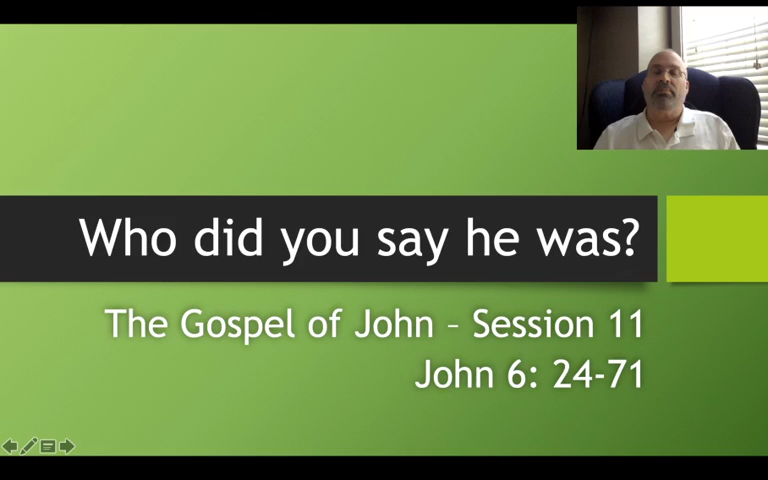 Who did you say he was?
The Gospel of John – Session 11
John 6: 24-71